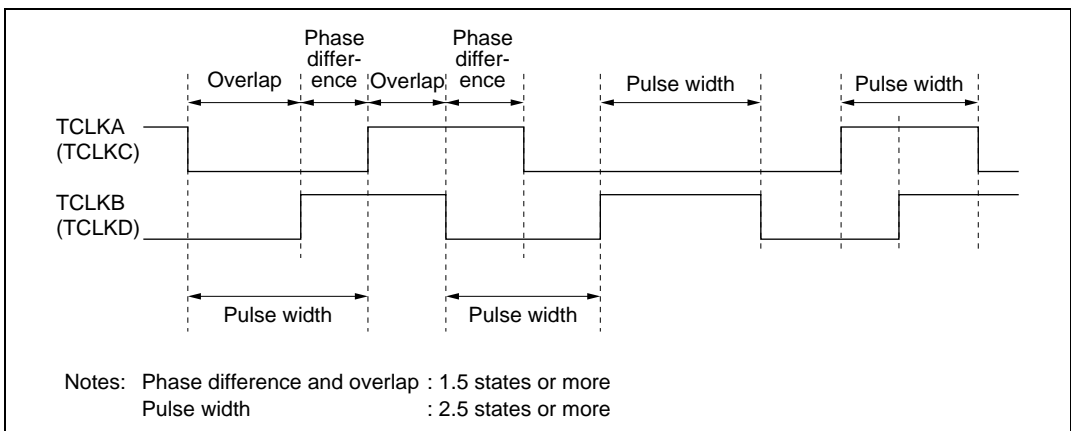 Phase
differ-
ence
Phase
differ-
ence
Overlap
Overlap
Pulse width
Pulse width
TCLKA
(TCLKC)
TCLKB
(TCLKD)
Pulse width
Pulse width
Notes: Phase difference and overlap : 1.5 states or more
Pulse width : 2.5 states or more